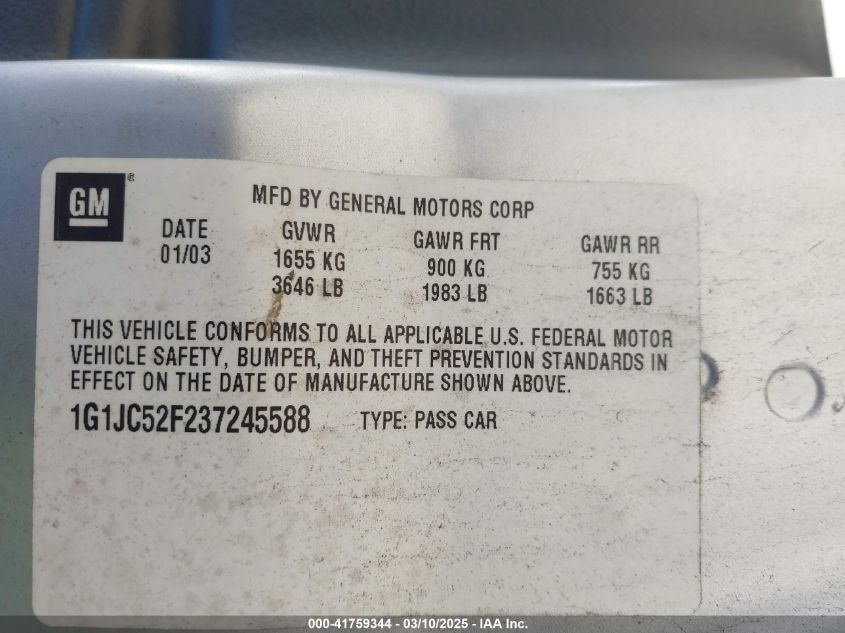 GM®
MFD BY GENERAL MOTORS CORP
DATE GVWR GAWR FRT GAWR RR
01/03 1655 KG 900 KG 755 KG
3646 LB 1983 LB 1663 LB
THIS VEHICLE CONFORMS TO ALL APPLICABLE U.S. FEDERAL MOTOR
VEHICLE SAFETY, BUMPER, AND THEFT PREVENTION STANDARDS IN
EFFECT ON THE DATE OF MANUFACTURE SHOWN ABOVE.
1G1JC52F237245588 TYPE: PASS CAR
000-41759344 - 03/10/2025 - IAA Inc.